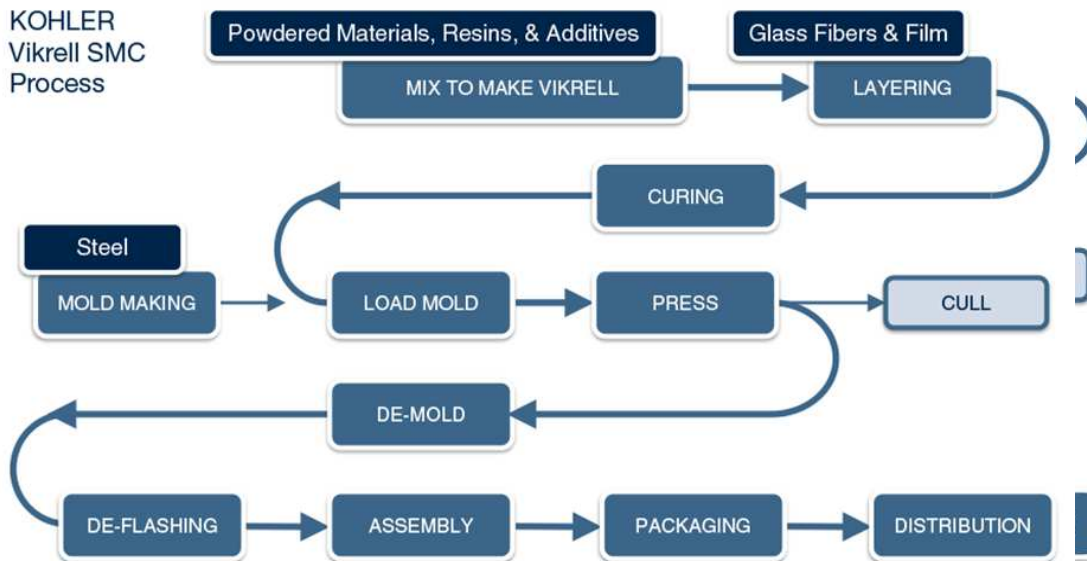 KOHLER
Vikrell SMC
Process
Powdered Materials, Resins, & Additives
Glass Fibers & Film
MIX TO MAKE VIKRELL
LAYERING
CURING
Steel
MOLD MAKING
LOAD MOLD
PRESS
CULL
DE-MOLD
DE-FLASHING
ASSEMBLY
PACKAGING
DISTRIBUTION